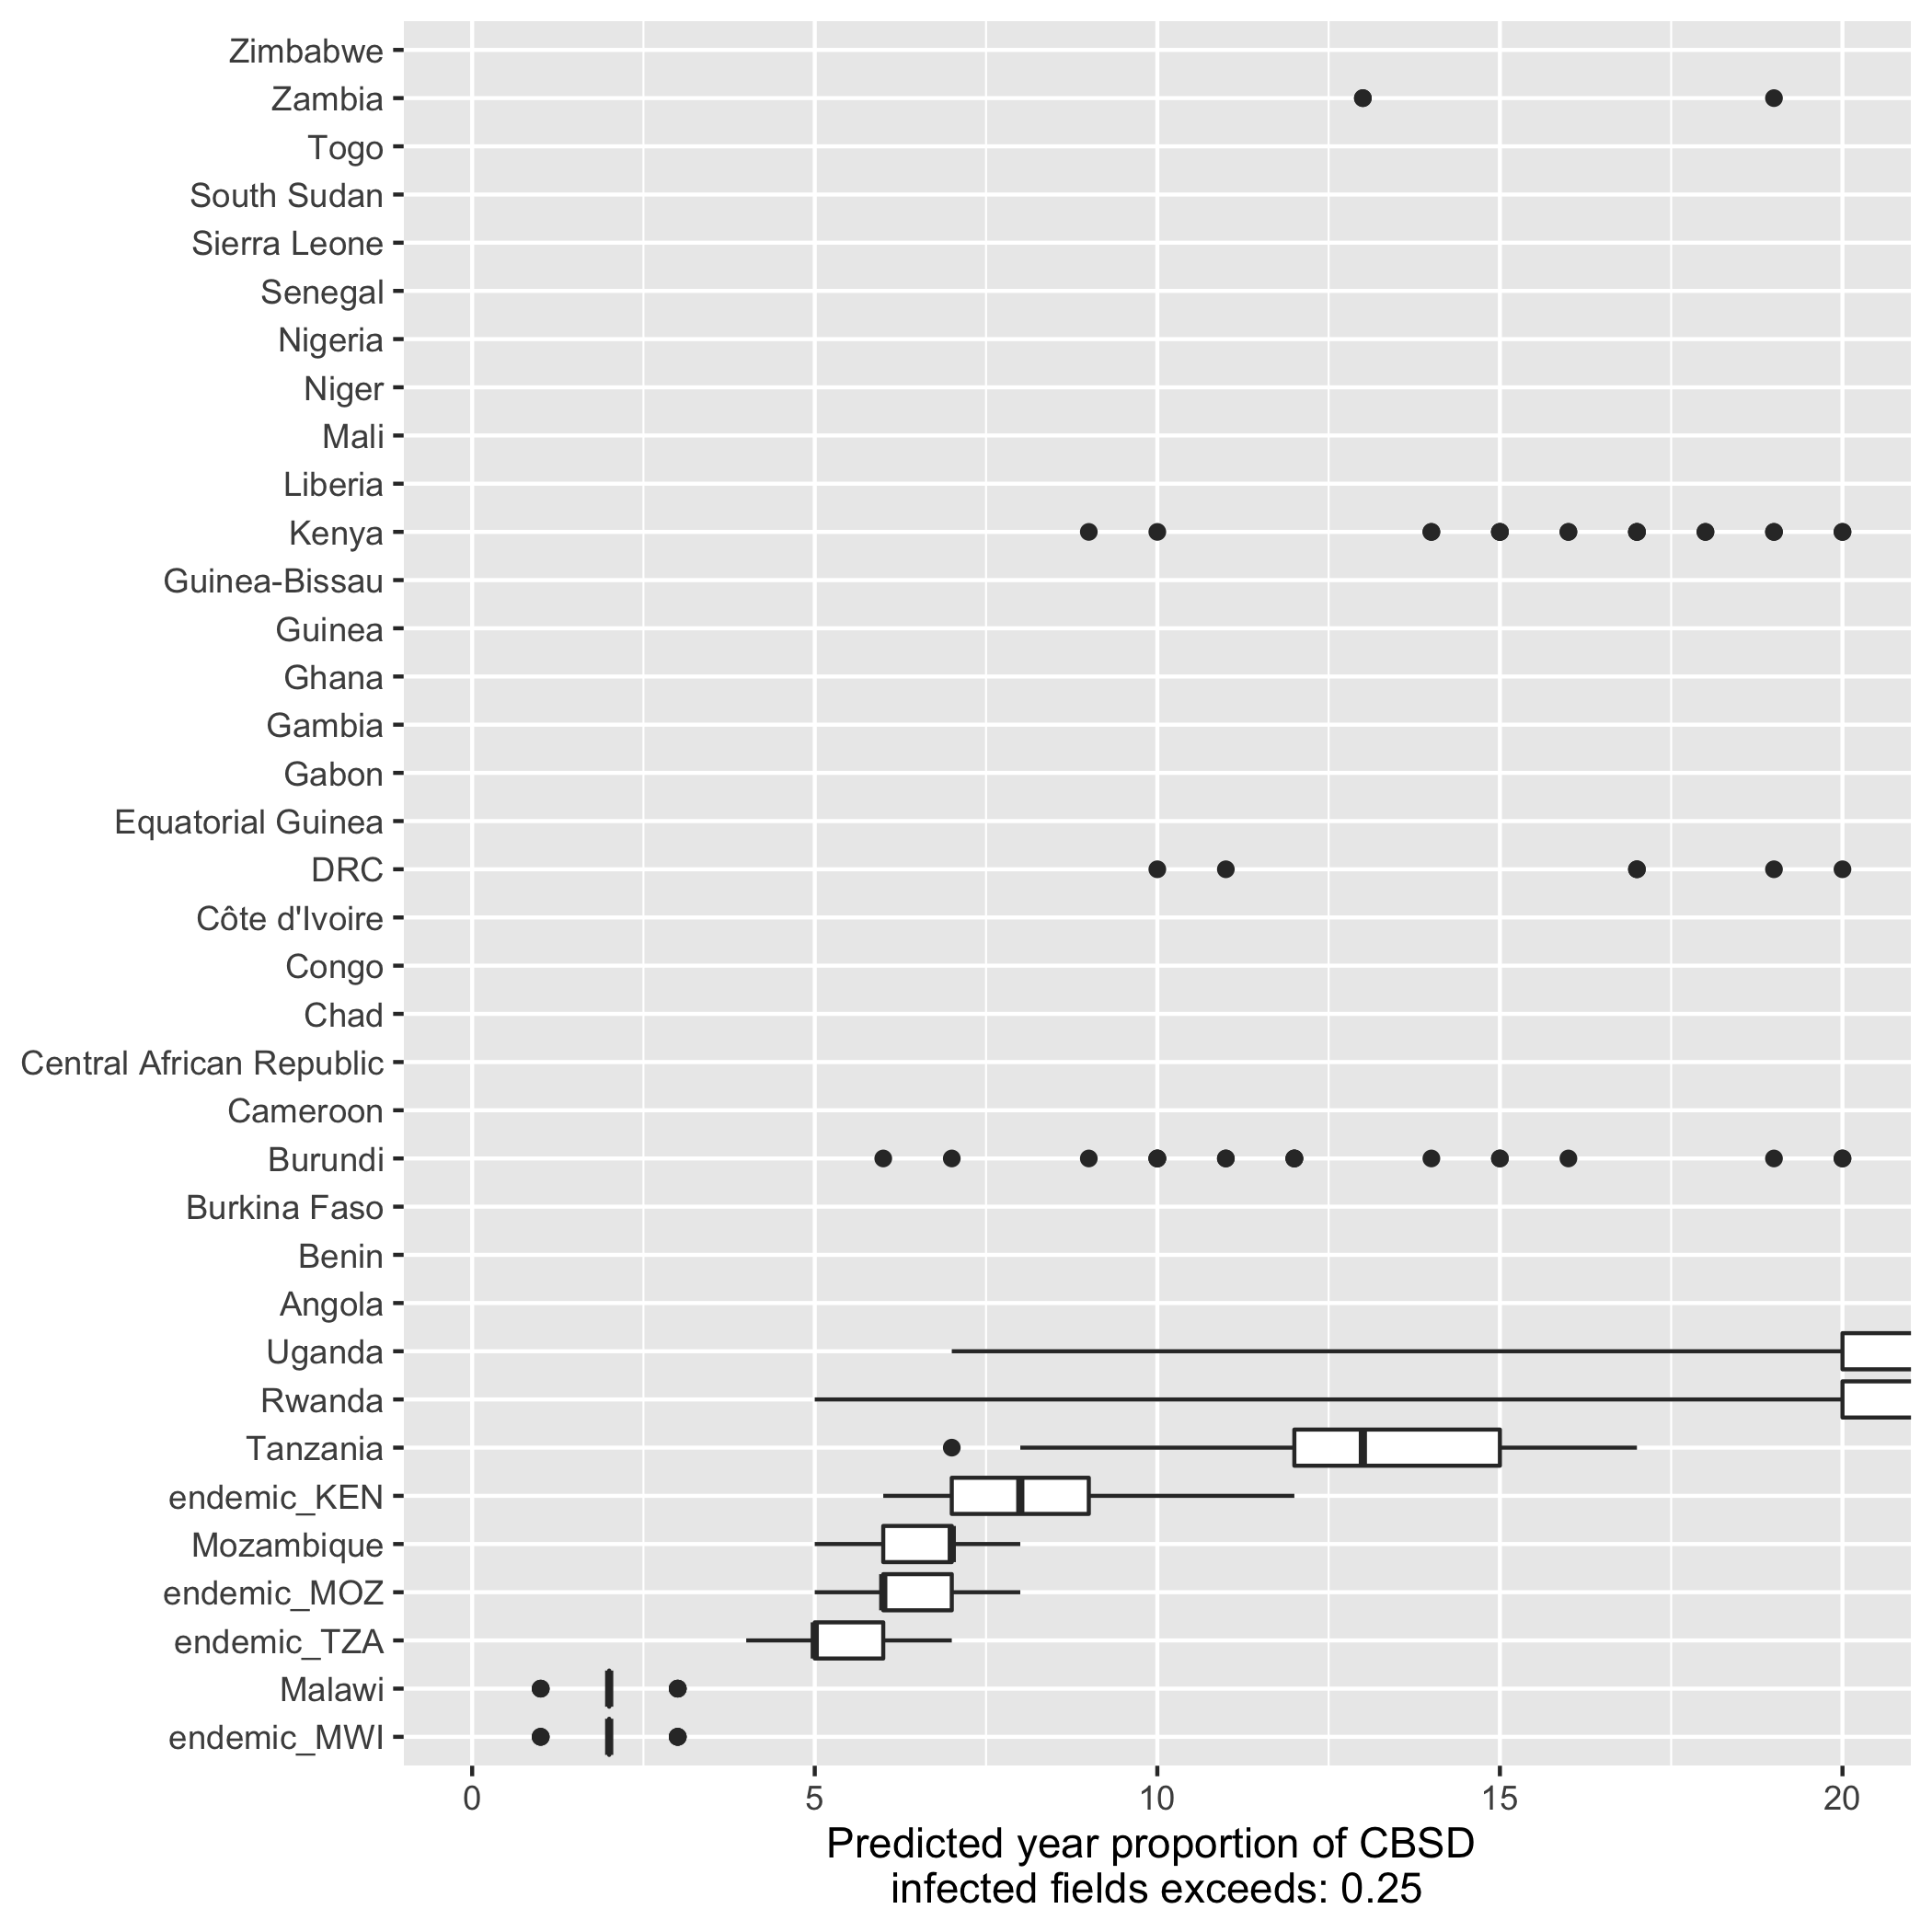 Zimbabwe
Zambia
Togo
South Sudan
Sierra Leone
Senegal
Nigeria
Niger
Mali
Liberia
Kenya
Guinea-Bissau
Guinea
Ghana
Gambia
Gabon
Equatorial Guinea
DRC
Côte d'Ivoire
Congo
Chad
Central African Republic
Cameroon
Burundi
Burkina Faso
Benin
Angola
Uganda
Rwanda
Tanzania
endemic_KEN
Mozambique
endemic_MOZ
endemic_TZA
Malawi
endemic_MWI
0 5 10 15 20
Predicted year proportion of CBSD
infected fields exceeds: 0.25